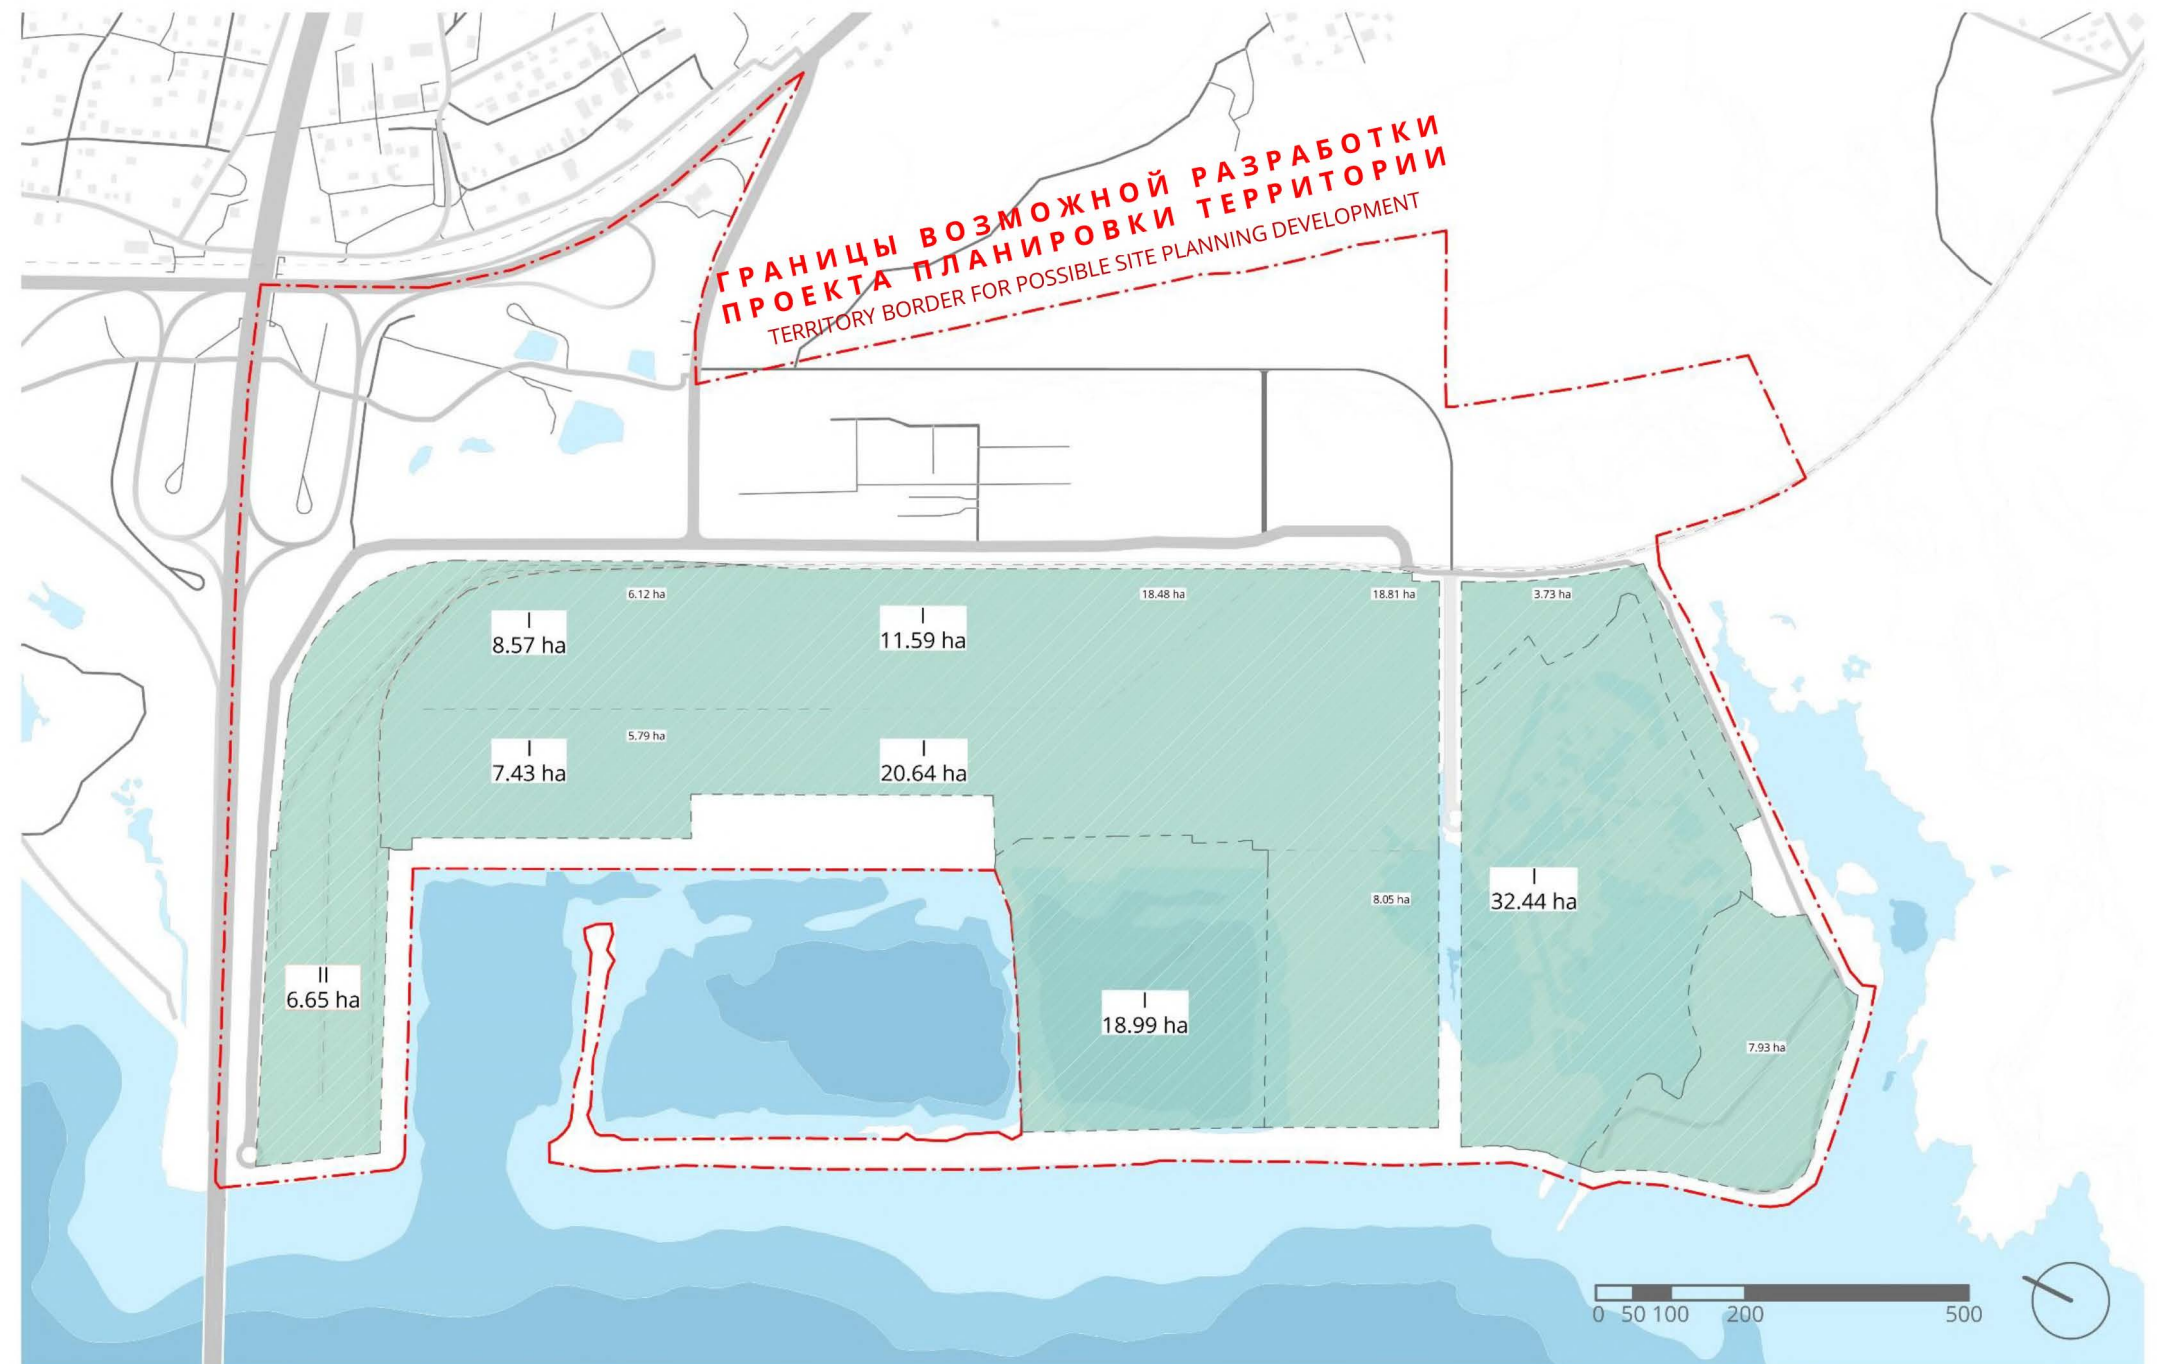 ГРАНИЦЫ ВОЗМОЖНОЙ РАЗРАБОТКИ
ПРОЕКТА ПЛАНИРОВКИ ТЕРРИТОРИИ
TERRITORY BORDER FOR POSSIBLE SITE PLANNING DEVELOPMENT
6.12 ha
18.48 ha
18.81 ha
3.73 ha
I
8.57 ha
I
11.59 ha
5.79 ha
I
7.43 ha
I
20.64 ha
8.05 ha
I
32.44 ha
II
6.65 ha
I
18.99 ha
7.93 ha
0 50 100 200 500